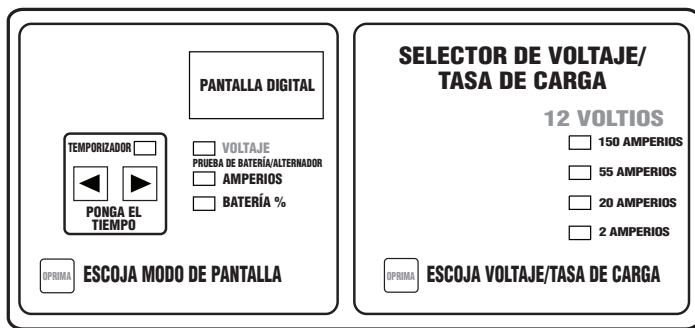 PANTALLA DIGITAL
TEMPORIZADOR
PONGA EL
TIEMPO
VOLTAJE
PRUEBA DE BATERÍA/ALTERNADOR
AMPERIOS
BATERÍA %
OPRIMA
ESCOJA MODO DE PANTALLA
SELECTOR DE VOLTAJE/
TASA DE CARGA
12 VOLTIOS
150 AMPERIOS
55 AMPERIOS
20 AMPERIOS
2 AMPERIOS
OPRIMA
ESCOJA VOLTAJE/TASA DE CARGA